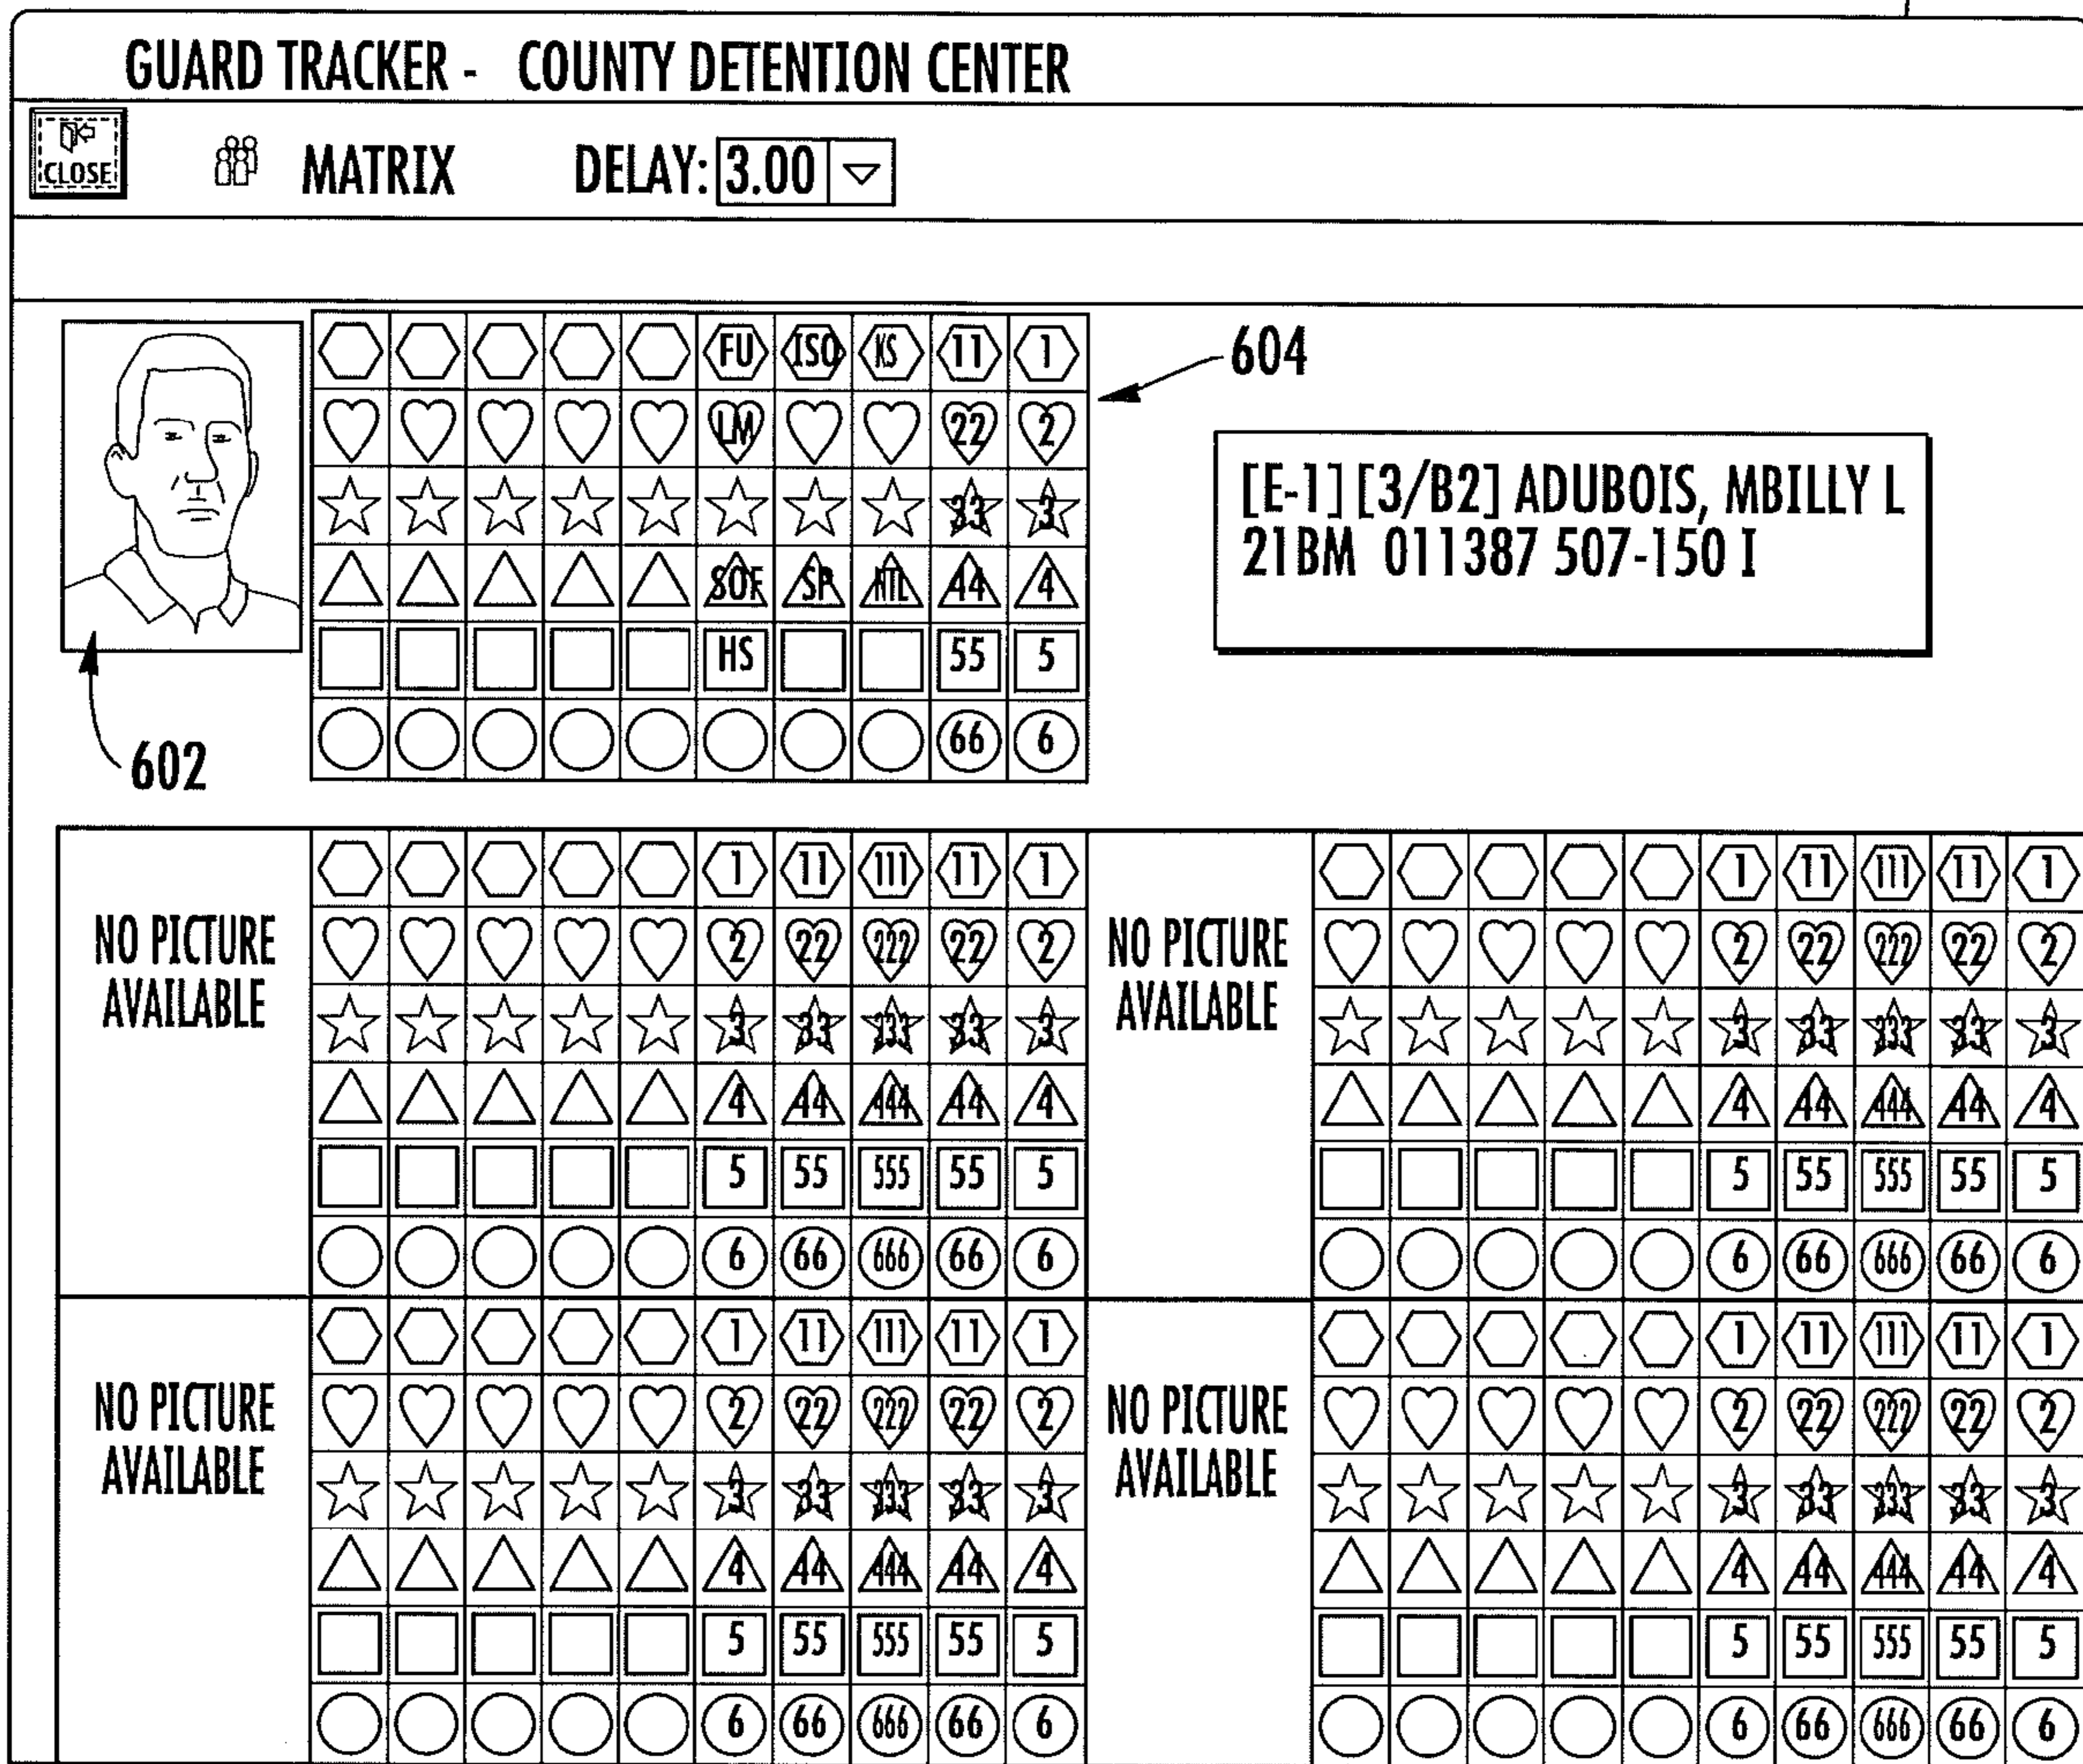 GUARD TRACKER - COUNTY DETENTION CENTER
CLOSE MATRIX DELAY: 3.00
FU ISO KS 11 1
604
LM 22 2
[E-1] [3/B2] ADUBOIS, MBILLY L
33 3
21BM 011387 507-150 I
SOF SP NTL 44 4
HS 55 5
66 6
602
1 11 111 11 1 1 11 111 11 1
NO PICTURE 2 22 222 22 2 NO PICTURE 2 22 222 22 2
AVAILABLE 3 33 333 33 3 AVAILABLE 3 33 333 33 3
4 44 444 44 4 4 44 444 44 4
5 55 555 55 5 5 55 555 55 5
6 66 666 66 6 6 66 666 66 6
1 11 111 11 1 1 11 111 11 1
NO PICTURE 2 22 222 22 2 NO PICTURE 2 22 222 22 2
AVAILABLE 3 33 333 33 3 AVAILABLE 3 33 333 33 3
4 44 444 44 4 4 44 444 44 4
5 55 555 55 5 5 55 555 55 5
6 66 666 66 6 6 66 666 66 6